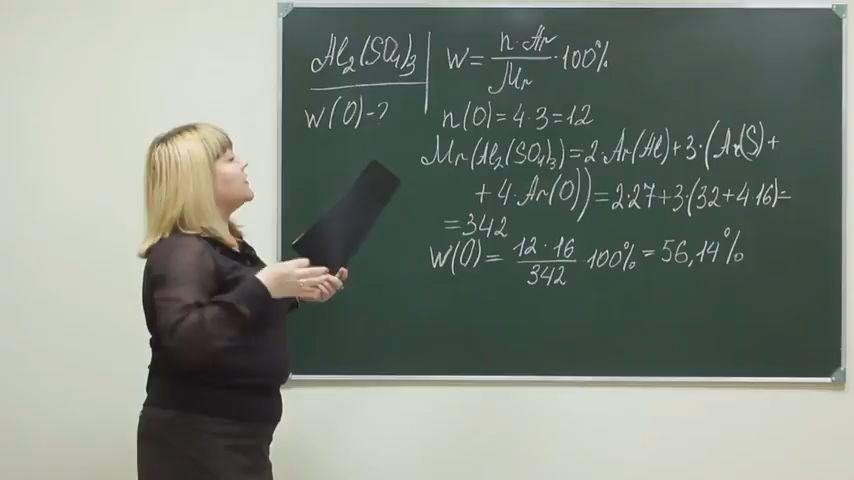 Al₂(SO₄)₃
w(O)-?
w = n·Ar / Mr · 100%
n(O) = 4·3 = 12
Mr(Al₂(SO₄)₃) = 2·Ar(Al) + 3·(Ar(S) +
+ 4·Ar(O)) = 2·27 + 3·(32 + 4·16) =
= 342
w(O) = 12·16 / 342 · 100% = 56,14%